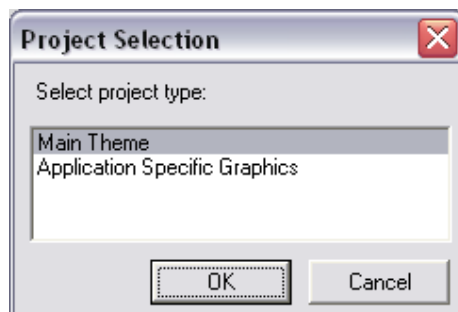 Project Selection
Select project type:
Main Theme
Application Specific Graphics
OK
Cancel